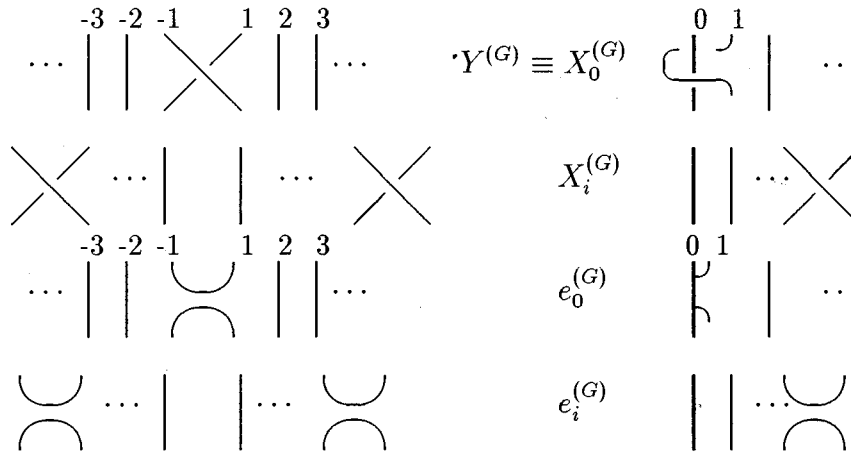 -3 -2 -1 1 2 3 0 1
··· ··· Y^{(G)} ≡ X_0^{(G)} ··
··· ··· X_i^{(G)} ···
-3 -2 -1 1 2 3 0 1
··· ··· e_0^{(G)} ··
··· ··· e_i^{(G)} ···